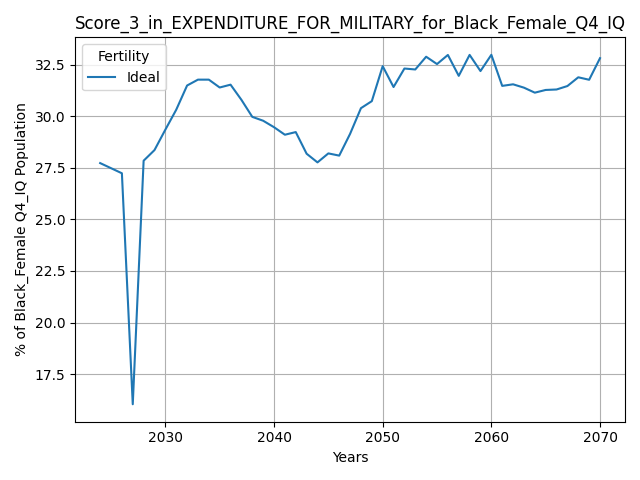 Score_3_in_EXPENDITURE_FOR_MILITARY_for_Black_Female_Q4_IQ
Fertility
Ideal
% of Black_Female Q4_IQ Population
32.5
30.0
27.5
25.0
22.5
20.0
17.5
2030
2040
2050
2060
2070
Years